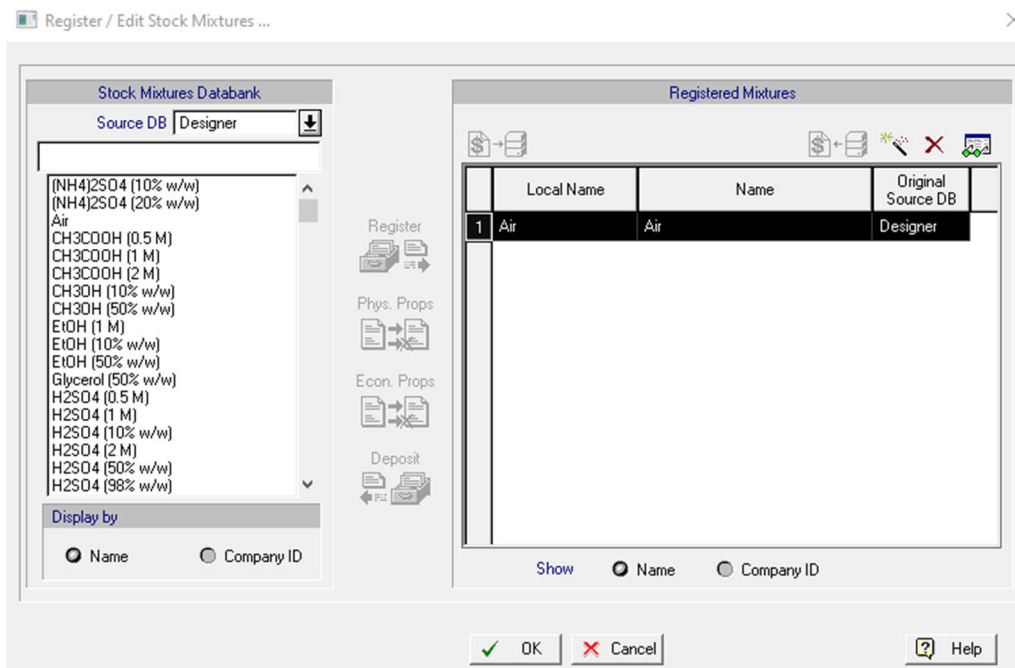 Register / Edit Stock Mixtures ...
Stock Mixtures Databank
Source DB Designer
(NH4)2SO4 (10% w/w)
(NH4)2SO4 (20% w/w)
Air
CH3COOH (0.5 M)
CH3COOH (1 M)
CH3COOH (2 M)
CH3OH (10% w/w)
CH3OH (50% w/w)
EtOH (1 M)
EtOH (10% w/w)
EtOH (50% w/w)
Glycerol (50% w/w)
H2SO4 (0.5 M)
H2SO4 (1 M)
H2SO4 (10% w/w)
H2SO4 (2 M)
H2SO4 (50% w/w)
H2SO4 (98% w/w)
Display by
Name Company ID
Register
Phys. Props
Econ. Props
Deposit
Registered Mixtures
Local Name Name Original Source DB
1 Air Air Designer
Show Name Company ID
OK Cancel Help